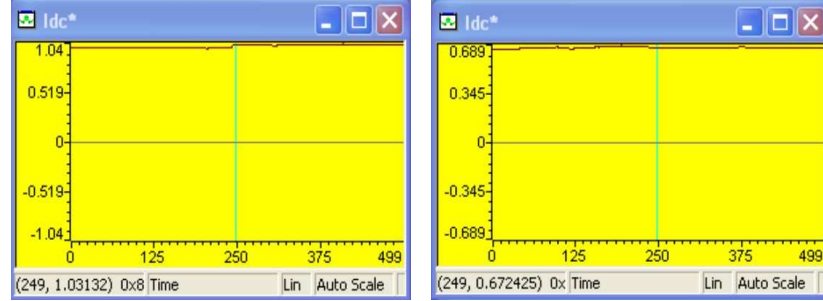 Idc*
1.04
0.519
0
-0.519
-1.04
0 125 250 375 499
(249, 1.03132) 0x8 Time Lin Auto Scale
Idc*
0.689
0.345
0
-0.345
-0.689
0 125 250 375 499
(249, 0.672425) 0x Time Lin Auto Scale